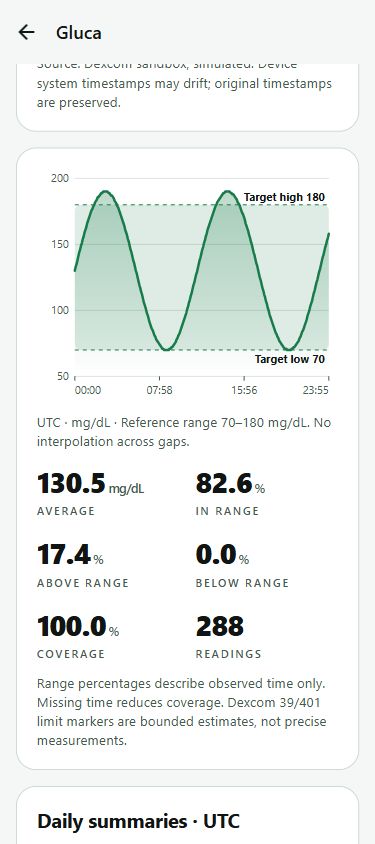 Gluca
Source: Dexcom sandbox, simulated. Device
system timestamps may drift; original timestamps
are preserved.
200
Target high 180
150
100
Target low 70
50
00:00 07:58 15:56 23:55
UTC · mg/dL · Reference range 70–180 mg/dL. No
interpolation across gaps.
130.5 mg/dL 82.6 %
AVERAGE IN RANGE
17.4 % 0.0 %
ABOVE RANGE BELOW RANGE
100.0 % 288
COVERAGE READINGS
Range percentages describe observed time only.
Missing time reduces coverage. Dexcom 39/401
limit markers are bounded estimates, not precise
measurements.
Daily summaries · UTC